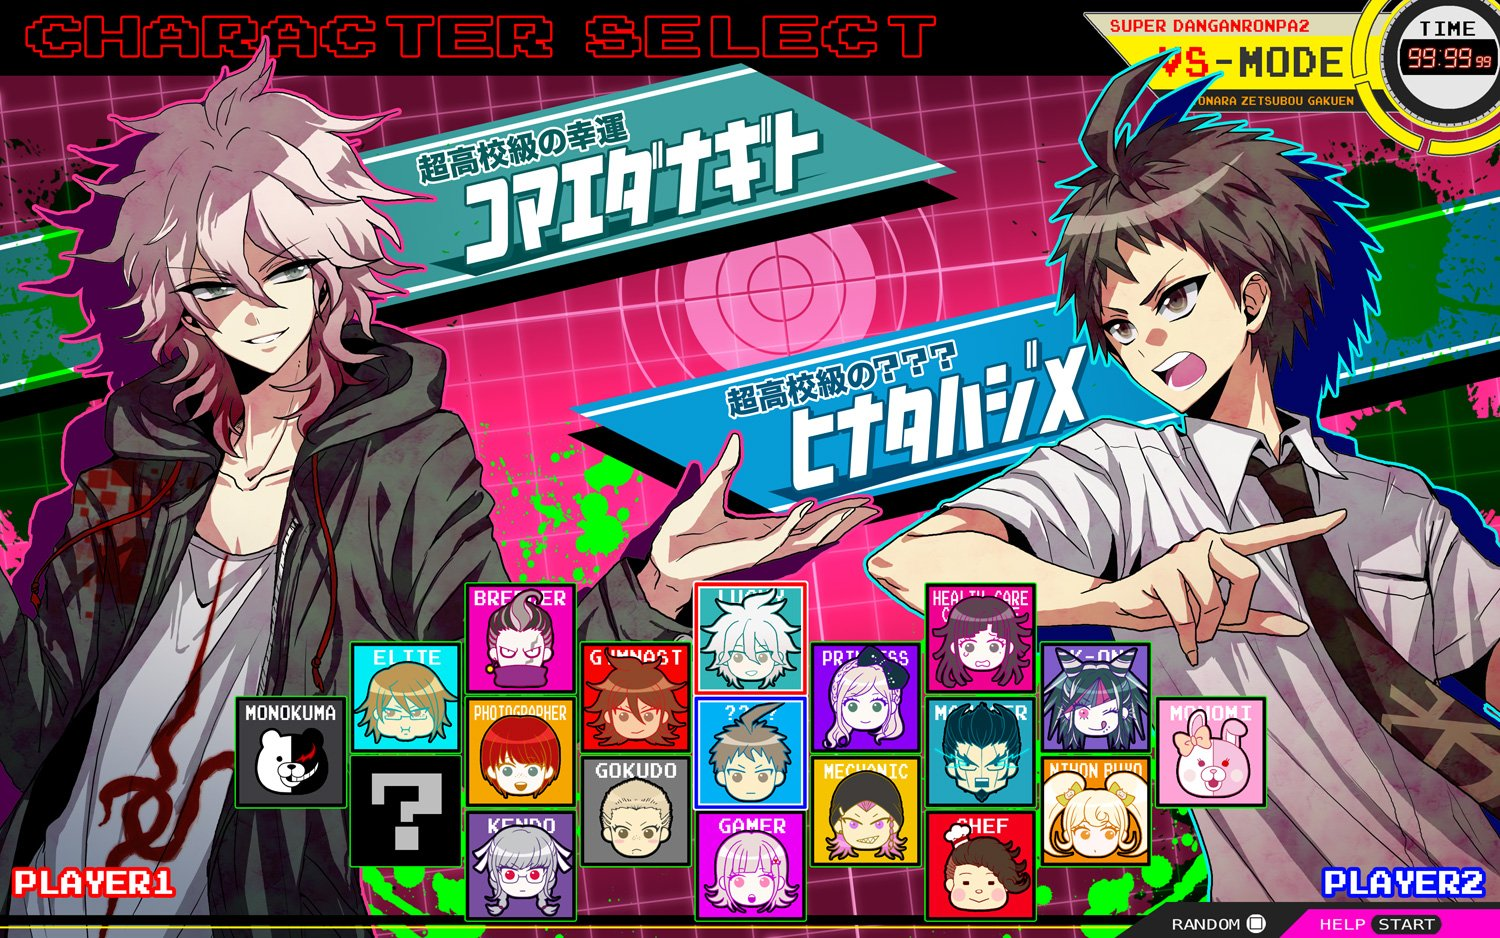 CHARACTER SELECT
SUPER DANGANRONPA2
VS-MODE
ONARA ZETSUBOU GAKUEN
TIME
99:99 99
超高校級の幸運
コマエダナギト
超高校級の???
ヒナタハジメ
BREEDER
LUCKY
HEALTH CARE
ELITE
GYMNAST
PRINCESS
K-ON
MONOKUMA
PHOTOGRAPHER
????
MONOMI
?
GOKUDO
MECHANIC
NIHON BUYO
KENDO
GAMER
CHEF
PLAYER1
PLAYER2
RANDOM
HELP START